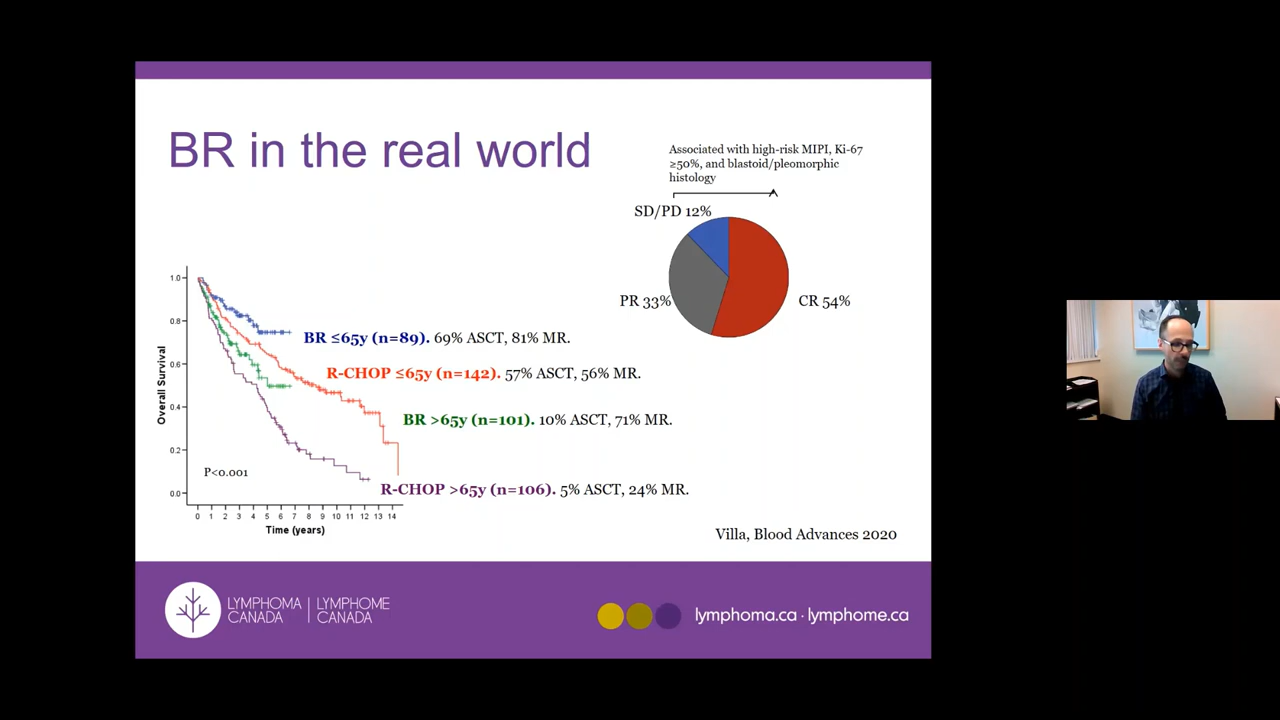 BR in the real world
Associated with high-risk MIPI, Ki-67
≥50%, and blastoid/pleomorphic
histology
SD/PD 12%
PR 33%
CR 54%
Overall Survival
1.0
0.8
0.6
0.4
0.2
0.0
P<0.001
0 1 2 3 4 5 6 7 8 9 10 11 12 13 14
Time (years)
BR ≤65y (n=89). 69% ASCT, 81% MR.
R-CHOP ≤65y (n=142). 57% ASCT, 56% MR.
BR >65y (n=101). 10% ASCT, 71% MR.
R-CHOP >65y (n=106). 5% ASCT, 24% MR.
Villa, Blood Advances 2020
LYMPHOMA CANADA
LYMPHOME CANADA
lymphoma.ca · lymphome.ca